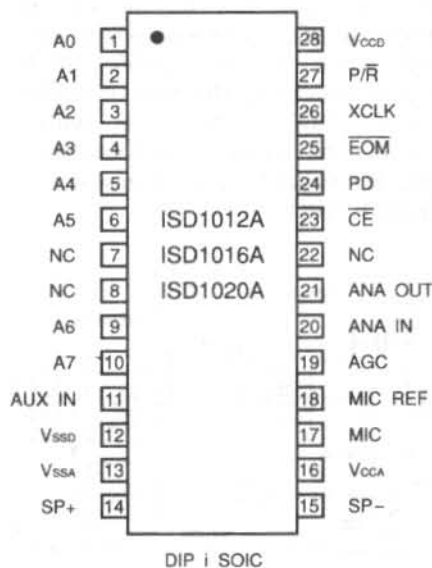 A0 1 28 VCCD
A1 2 27 P/R̅
A2 3 26 XCLK
A3 4 25 E̅O̅M̅
A4 5 24 PD
A5 6 ISD1012A 23 C̅E̅
NC 7 ISD1016A 22 NC
NC 8 ISD1020A 21 ANA OUT
A6 9 20 ANA IN
A7 10 19 AGC
AUX IN 11 18 MIC REF
VSSD 12 17 MIC
VSSA 13 16 VCCA
SP+ 14 15 SP-
DIP i SOIC